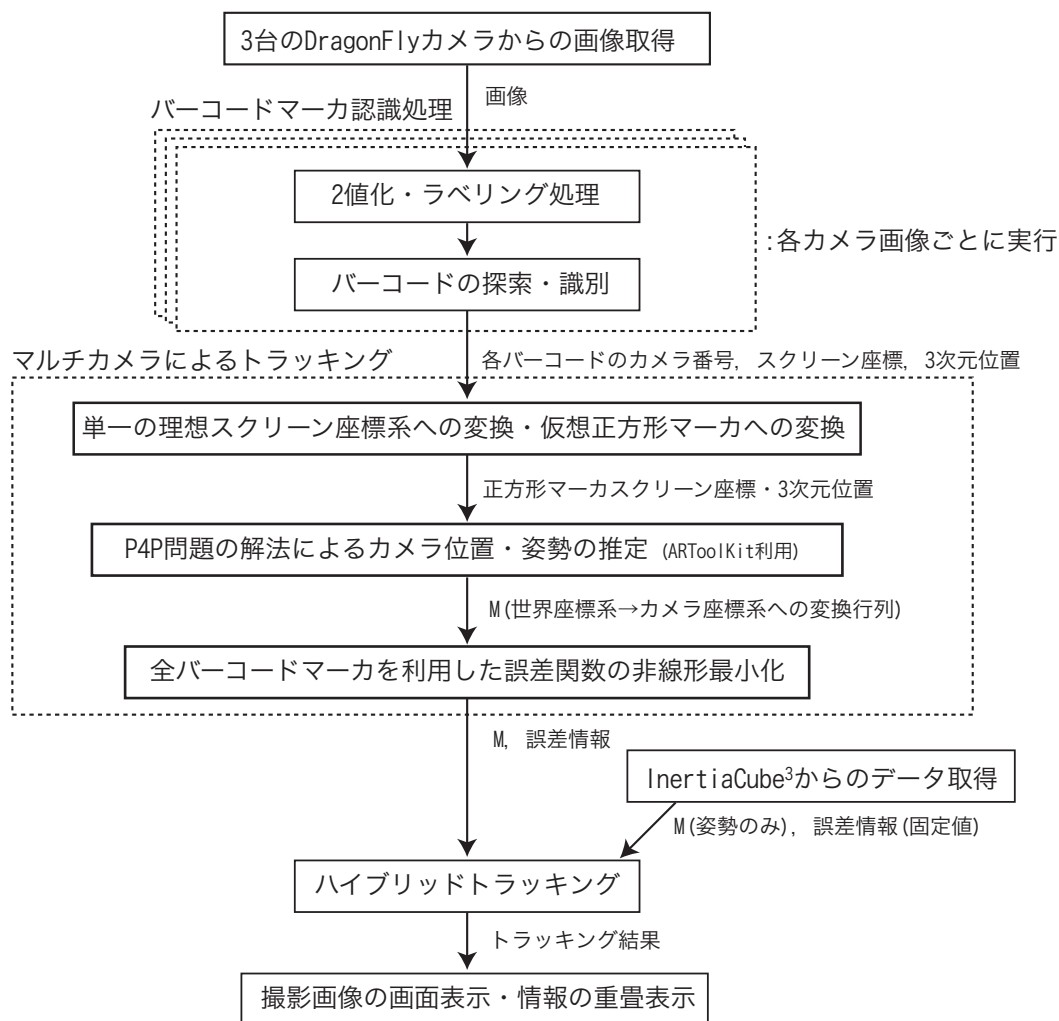 3台のDragonFlyカメラからの画像取得
画像
バーコードマーカ認識処理
2値化・ラベリング処理
:各カメラ画像ごとに実行
バーコードの探索・識別
マルチカメラによるトラッキング
各バーコードのカメラ番号, スクリーン座標, 3次元位置
単一の理想スクリーン座標系への変換・仮想正方形マーカへの変換
正方形マーカスクリーン座標・3次元位置
P4P問題の解法によるカメラ位置・姿勢の推定 (ARToolKit利用)
M(世界座標系→カメラ座標系への変換行列)
全バーコードマーカを利用した誤差関数の非線形最小化
M, 誤差情報
InertiaCube³からのデータ取得
M(姿勢のみ), 誤差情報(固定値)
ハイブリッドトラッキング
トラッキング結果
撮影画像の画面表示・情報の重畳表示